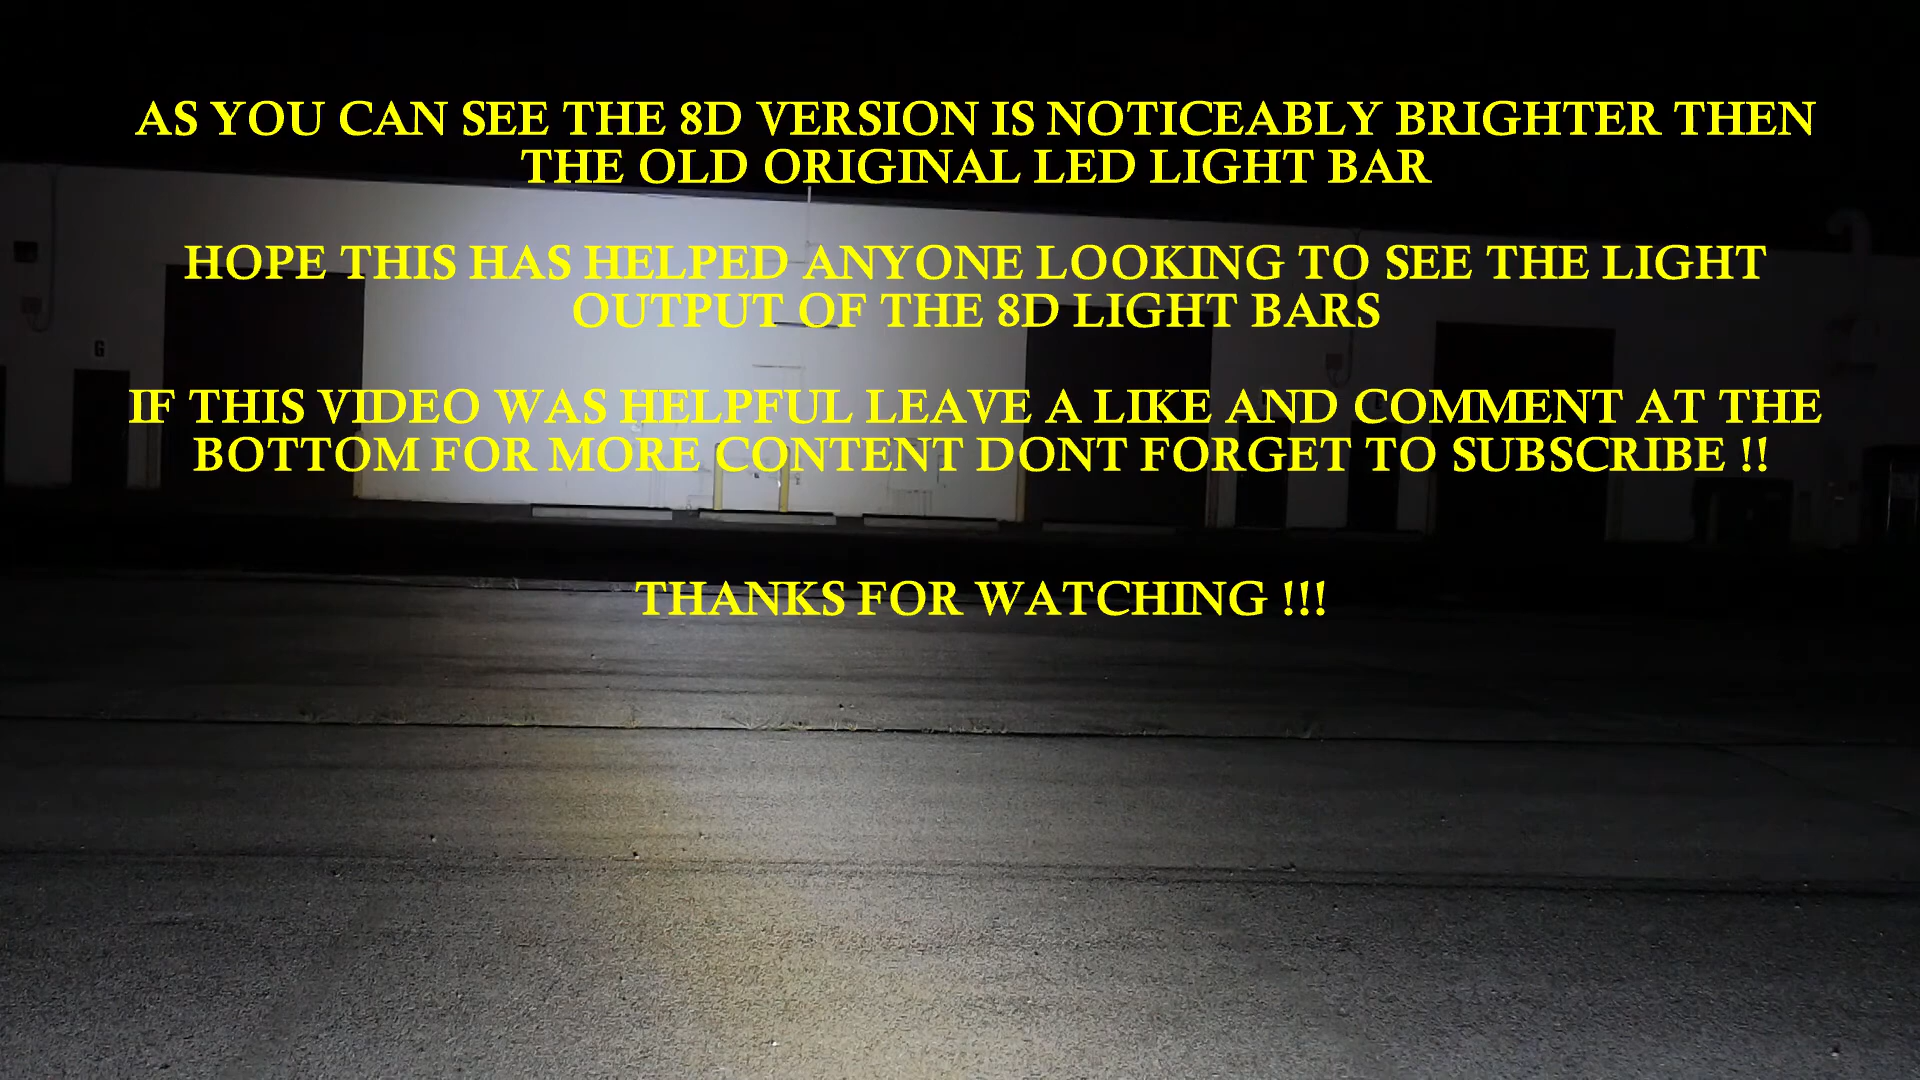 AS YOU CAN SEE THE 8D VERSION IS NOTICEABLY BRIGHTER THEN
THE OLD ORIGINAL LED LIGHT BAR
HOPE THIS HAS HELPED ANYONE LOOKING TO SEE THE LIGHT
OUTPUT OF THE 8D LIGHT BARS
IF THIS VIDEO WAS HELPFUL LEAVE A LIKE AND COMMENT AT THE
BOTTOM FOR MORE CONTENT DONT FORGET TO SUBSCRIBE !!
THANKS FOR WATCHING !!!
G